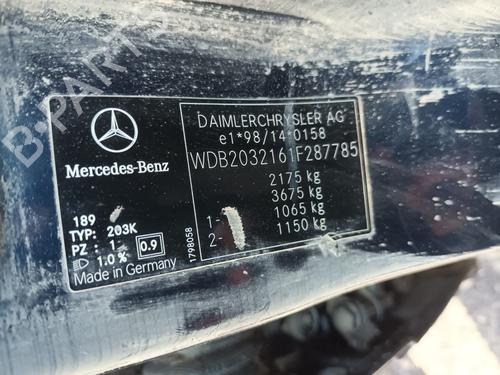 B-PARTS
Mercedes-Benz
189
TYP: 203K
PZ: 1
1.0 % 0.9
Made in Germany
1798058
DAIMLERCHRYSLER AG
e1*98/14*0158
WDB2032161F287785
2175 kg
3675 kg
1- 1065 kg
2- 1150 kg